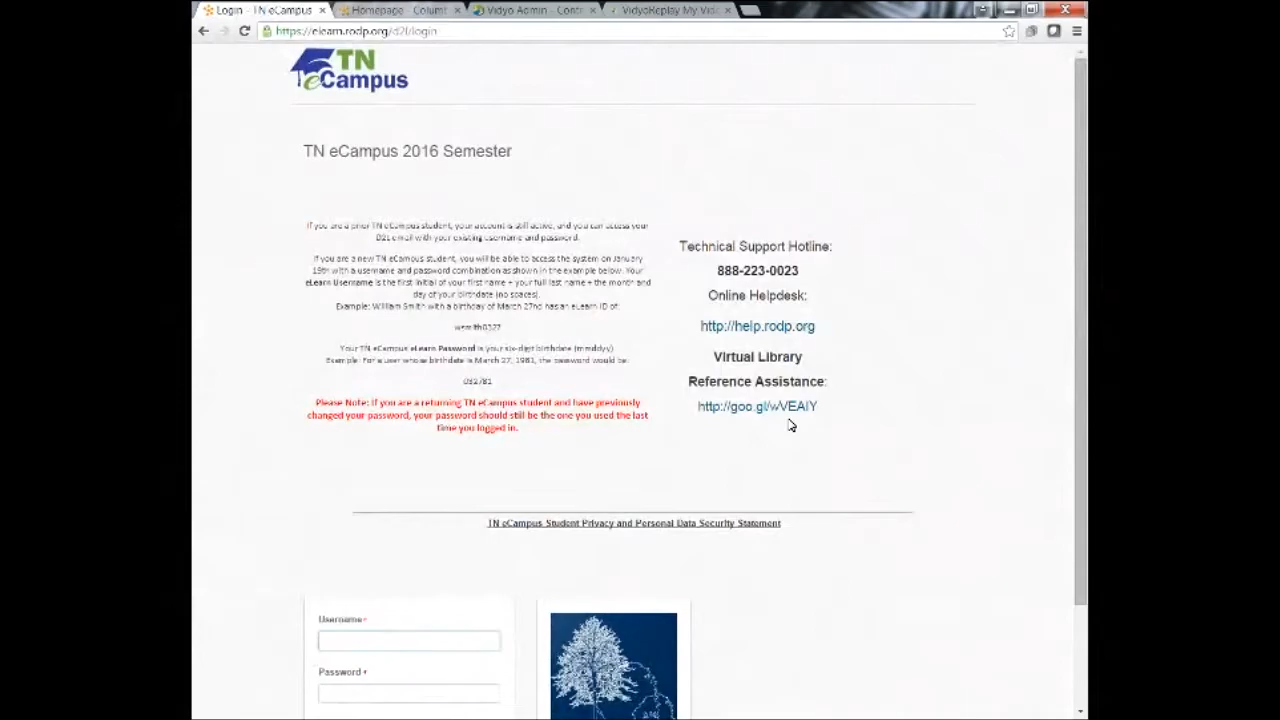 Login - TN eCampus
Homepage - Colum
Vidyo Admin - Contr
VidyoReplay My Vid
https://elearn.rodp.org/d2l/login
TN
eCampus
TN eCampus 2016 Semester
If you are a prior TN eCampus student, your account is still active, and you can access your
D2L email with your existing username and password.
If you are a new TN eCampus student, you will be able to access the system on January
19th with a username and password combination as shown in the example below. Your
eLearn Username is the first initial of your first name + your full last name + the month and
day of your birthdate (no spaces).
Example: William Smith with a birthday of March 27nd has an eLearn ID of:
wsmith0327
Your TN eCampus eLearn Password is your six-digit birthdate (mmddyy)
Example: For a user whose birthdate is March 27, 1981, the password would be:
032781
Please Note: If you are a returning TN eCampus student and have previously
changed your password, your password should still be the one you used the last
time you logged in.
Technical Support Hotline:
888-223-0023
Online Helpdesk:
http://help.rodp.org
Virtual Library
Reference Assistance:
http://goo.gl/wVEAIY
TN eCampus Student Privacy and Personal Data Security Statement
Username*
Password *